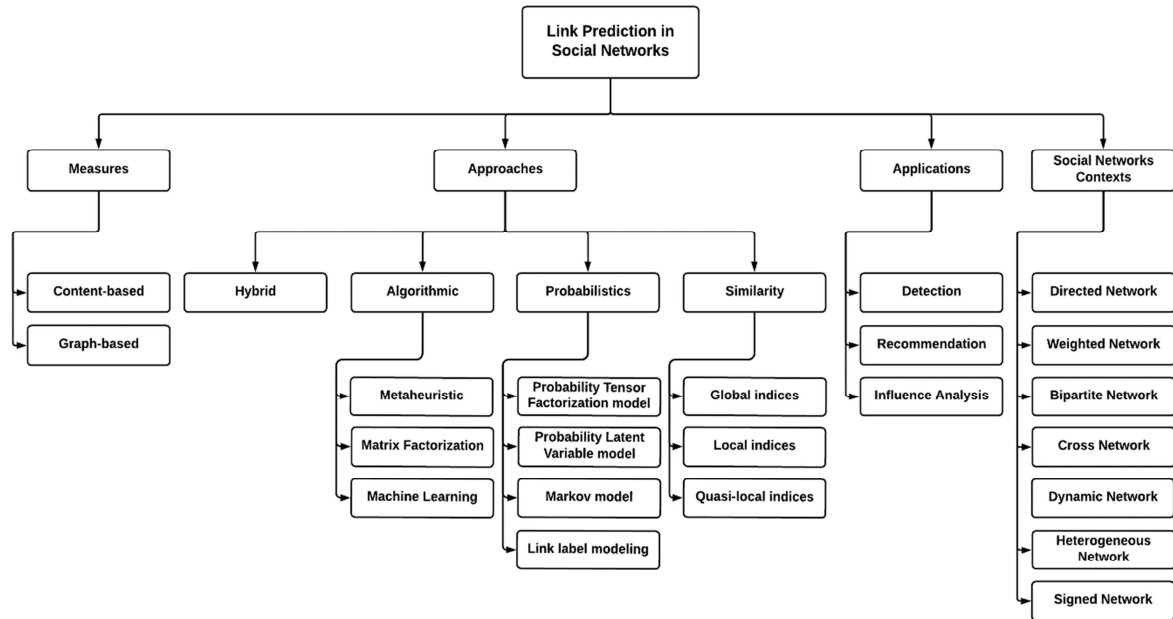 Link Prediction in
Social Networks
Measures
Approaches
Applications
Social Networks
Contexts
Content-based
Graph-based
Hybrid
Algorithmic
Probabilistics
Similarity
Metaheuristic
Matrix Factorization
Machine Learning
Probability Tensor
Factorization model
Probability Latent
Variable model
Markov model
Link label modeling
Global indices
Local indices
Quasi-local indices
Detection
Recommendation
Influence Analysis
Directed Network
Weighted Network
Bipartite Network
Cross Network
Dynamic Network
Heterogeneous
Network
Signed Network